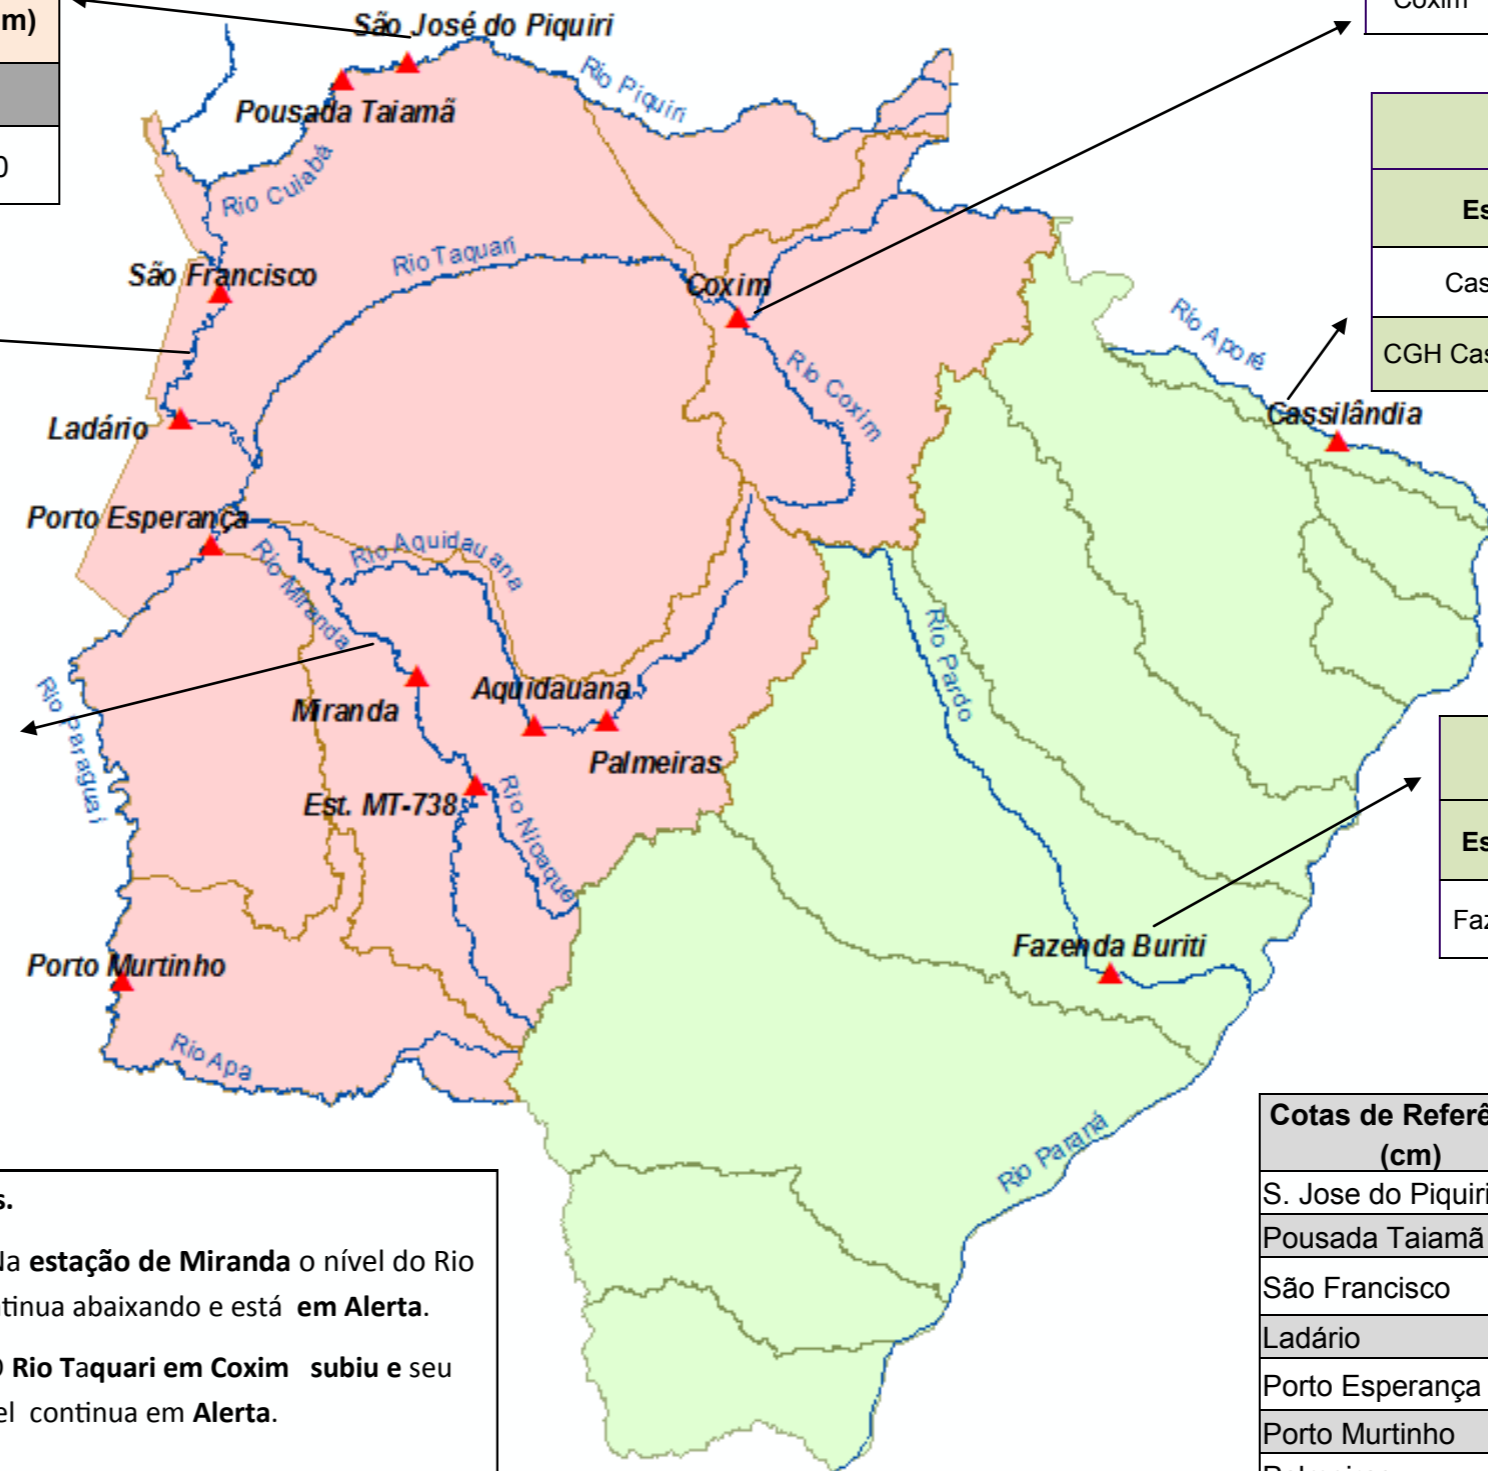 m)
0
São José do Piquiri
Pousada Taiamã
Rio Piquiri
Rio Cuiabá
São Francisco
Rio Taquari
Coxim
Rio Coxim
Ladário
Porto Esperança
Rio Miranda
Rio Aquidauana
Rio Paraguai
Miranda
Aquidauana
Palmeiras
Est. MT-738
Rio Nioaque
Porto Murtinho
Rio Apa
Rio Aporé
Cassilândia
Rio Pardo
Fazenda Buriti
Rio Paraná
Coxim
Es
Cas
CGH Cas
Es
Faz
s.
Na estação de Miranda o nível do Rio
ntinua abaixando e está em Alerta.
O Rio Taquari em Coxim subiu e seu
el continua em Alerta.
Cotas de Referê
(cm)
S. Jose do Piquiri
Pousada Taiamã
São Francisco
Ladário
Porto Esperança
Porto Murtinho
Palmeiras